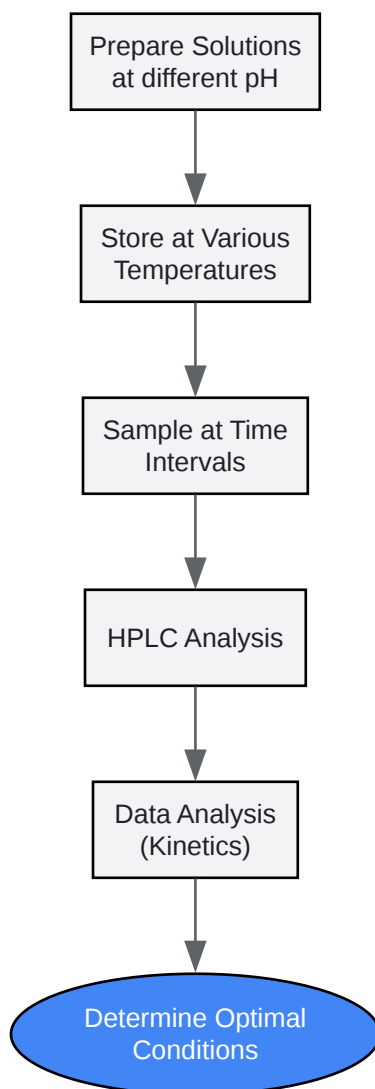 Prepare Solutions
at different pH
Store at Various
Temperatures
Sample at Time
Intervals
HPLC Analysis
Data Analysis
(Kinetics)
Determine Optimal
Conditions